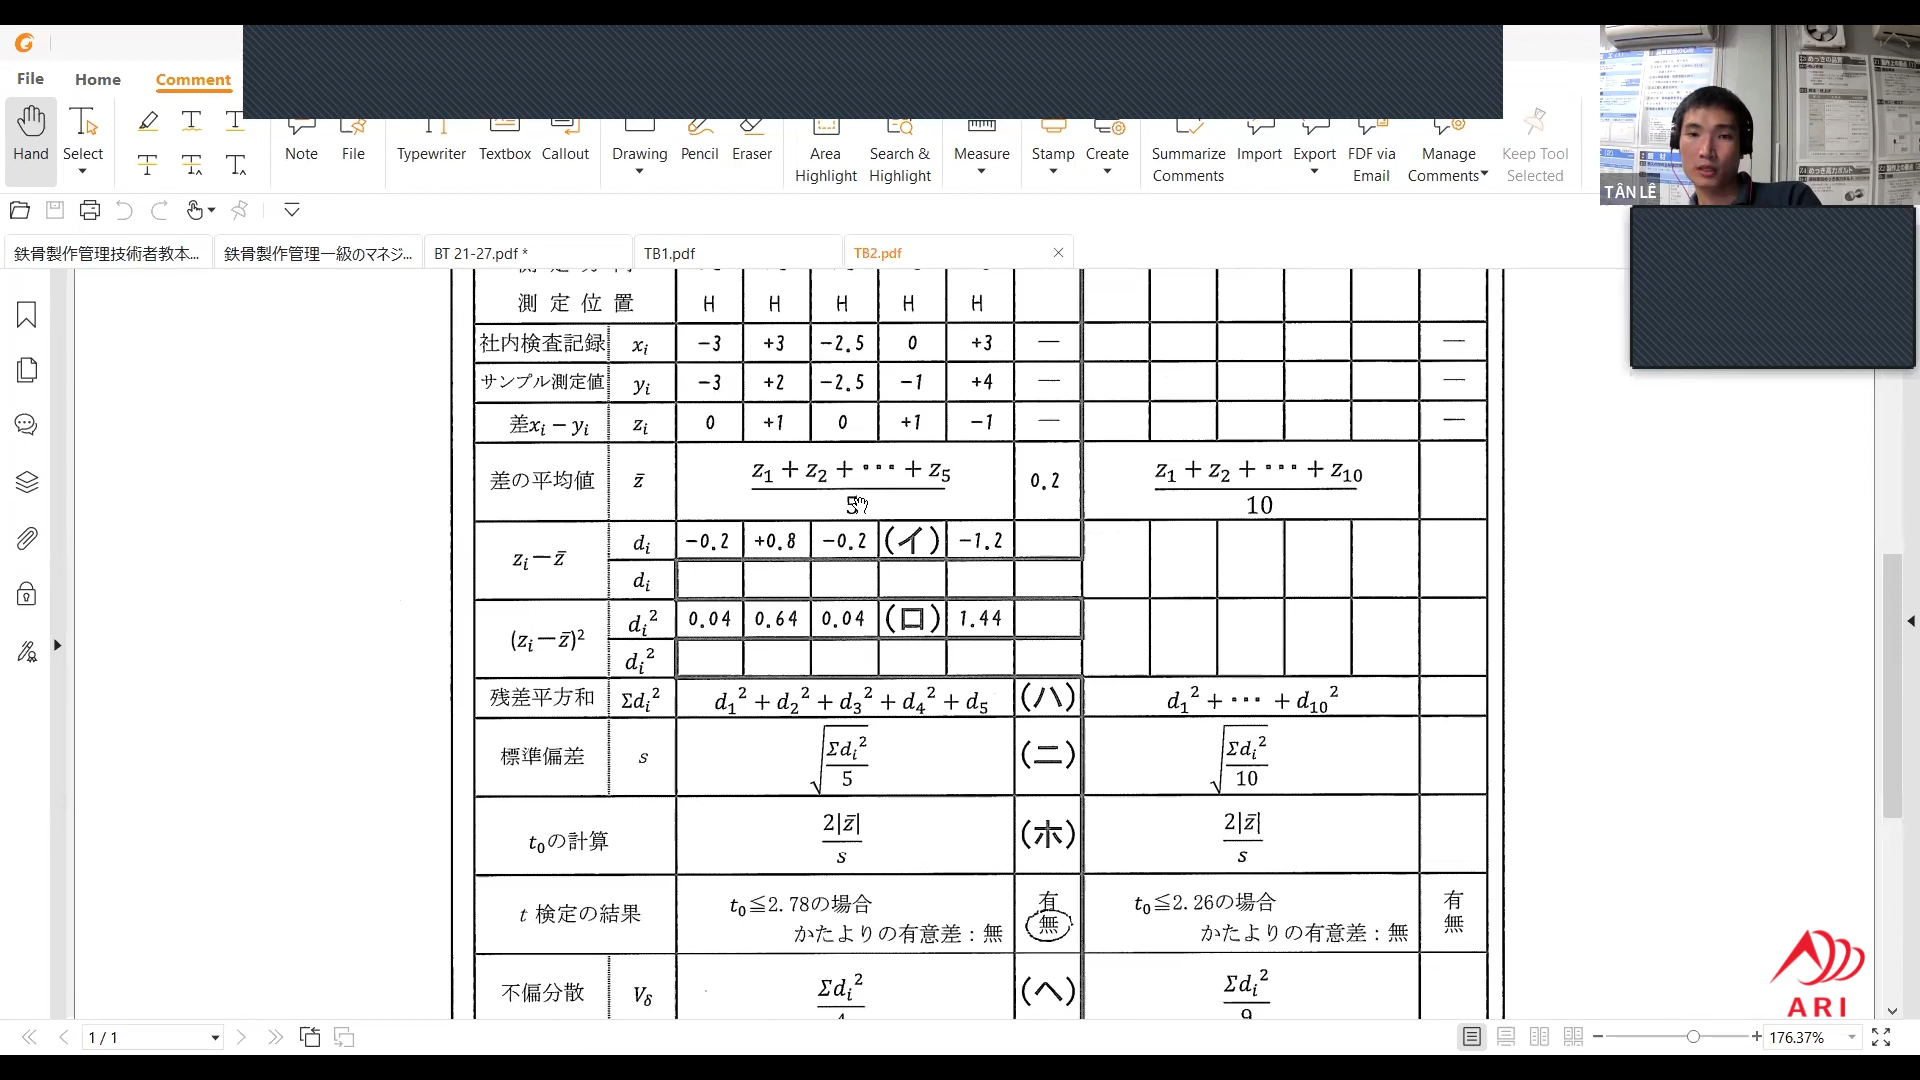 File Home Comment
Hand Select Note File Typewriter Textbox Callout Drawing Pencil Eraser Area Highlight Search & Highlight Measure Stamp Create Summarize Comments Import Export FDF via Email Manage Comments Keep Tool Selected
TÂN LÊ
鉄骨製作管理技術者教本... 鉄骨製作管理一級のマネジ... BT 21-27.pdf * TB1.pdf TB2.pdf
測 定 位 置 H H H H H
社内検査記録 xᵢ −3 +3 −2.5 0 +3 — —
サンプル測定値 yᵢ −3 +2 −2.5 −1 +4 — —
差xᵢ − yᵢ zᵢ 0 +1 0 +1 −1 — —
差の平均値 z̄ (z₁ + z₂ + ⋯ + z₅)/5 0.2 (z₁ + z₂ + ⋯ + z₁₀)/10
zᵢ − z̄ dᵢ −0.2 +0.8 −0.2 (イ) −1.2
dᵢ
(zᵢ − z̄)² dᵢ² 0.04 0.64 0.04 (ロ) 1.44
dᵢ²
残差平方和 Σdᵢ² d₁² + d₂² + d₃² + d₄² + d₅ (ハ) d₁² + ⋯ + d₁₀²
標準偏差 s √(Σdᵢ²/5) (ニ) √(Σdᵢ²/10)
t₀の計算 2|z̄|/s (ホ) 2|z̄|/s
t 検定の結果 t₀≦2.78の場合 有 t₀≦2.26の場合 有
かたよりの有意差：無 無 かたよりの有意差：無 無
不偏分散 Vδ Σdᵢ²/4 (ヘ) Σdᵢ²/9
ARI
1 / 1 176.37%